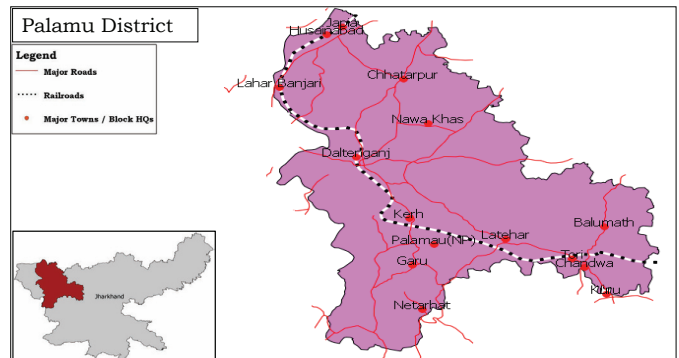 Palamu District
Legend
Major Roads
Railroads
Major Towns / Block HQs
Japla
Husainabad
Chhatarpur
Lahar Banjari
Nawa Khas
Daltenganj
Kerh
Balumath
Latehar
Palamau(NP)
Tori
Garu
Chandwa
Netarhat
Jharkhand